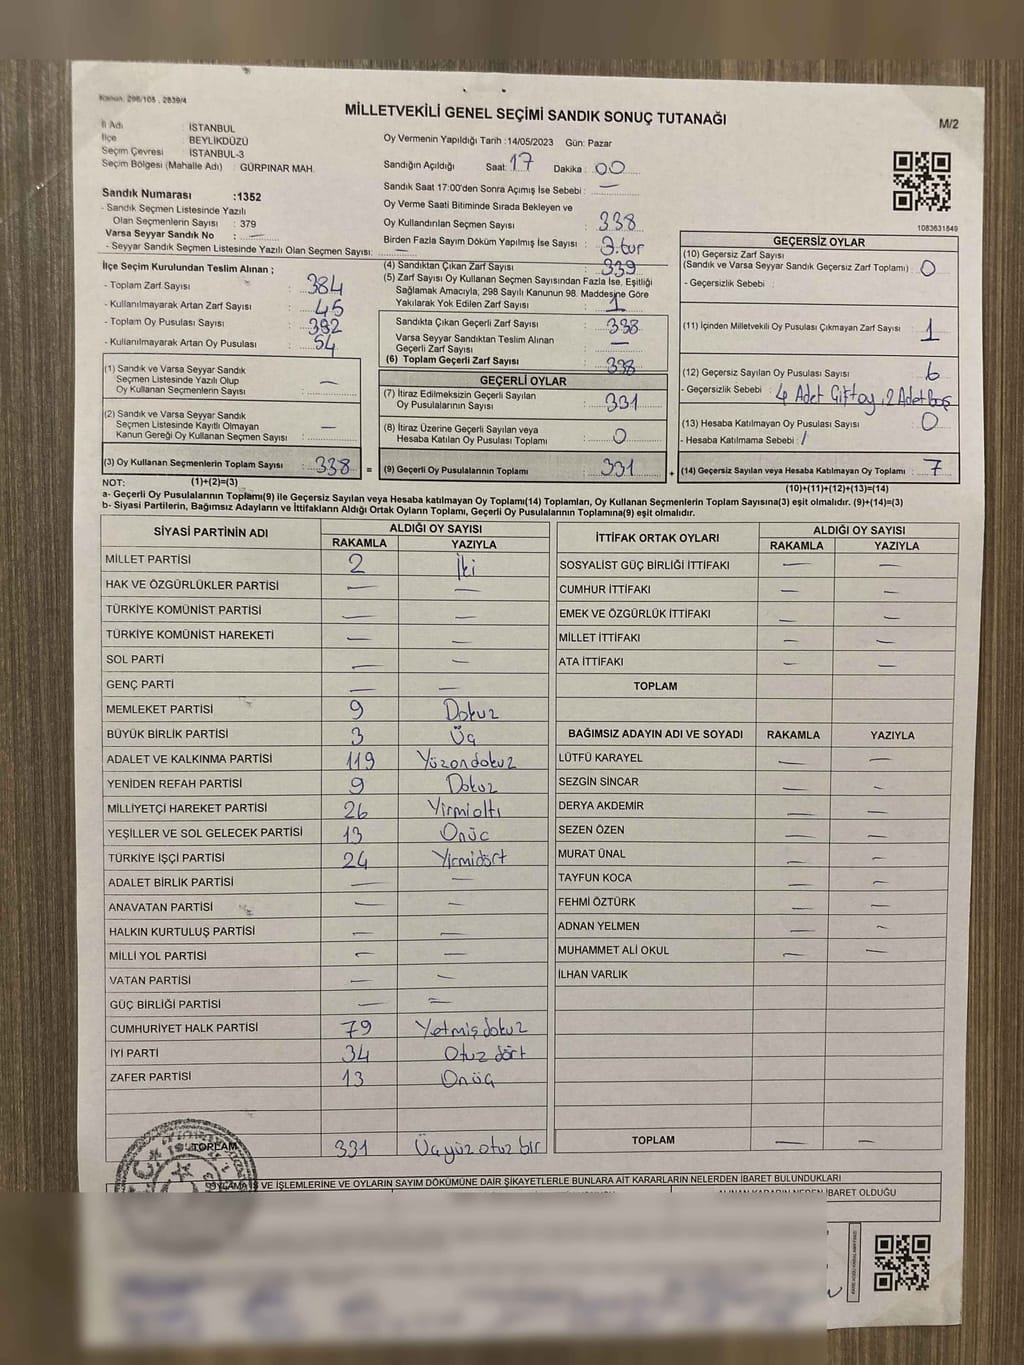 Kanun: 298/105 , 2839/4
MİLLETVEKİLİ GENEL SEÇİMİ SANDIK SONUÇ TUTANAĞI
M/2
İl Adı : İSTANBUL
İlçe : BEYLİKDÜZÜ
Seçim Çevresi : İSTANBUL-3
Seçim Bölgesi (Mahalle Adı) : GÜRPINAR MAH.
Sandık Numarası :1352
- Sandık Seçmen Listesinde Yazılı
Olan Seçmenlerin Sayısı : 379
Varsa Seyyar Sandık No : —
- Seyyar Sandık Seçmen Listesinde Yazılı Olan Seçmen Sayısı: —
İlçe Seçim Kurulundan Teslim Alınan ;
- Toplam Zarf Sayısı : 384
- Kullanılmayarak Artan Zarf Sayısı : 45
- Toplam Oy Pusulası Sayısı : 392
- Kullanılmayarak Artan Oy Pusulası : 54
(1) Sandık ve Varsa Seyyar Sandık
Seçmen Listesinde Yazılı Olup
Oy Kullanan Seçmenlerin Sayısı : —
(2) Sandık ve Varsa Seyyar Sandık
Seçmen Listesinde Kayıtlı Olmayan
Kanun Gereği Oy Kullanan Seçmen Sayısı : —
(3) Oy Kullanan Seçmenlerin Toplam Sayısı : 338
Oy Vermenin Yapıldığı Tarih :14/05/2023 Gün: Pazar
Sandığın Açıldığı Saat: 17 Dakika : 00
Sandık Saat 17:00'den Sonra Açımış İse Sebebi : —
Oy Verme Saati Bitiminde Sırada Bekleyen ve
Oy Kullandırılan Seçmen Sayısı : 338
Birden Fazla Sayım Döküm Yapılmış İse Sayısı : 3.tur
(4) Sandıktan Çıkan Zarf Sayısı : 339
(5) Zarf Sayısı Oy Kullanan Seçmen Sayısından Fazla İse, Eşitliği
Sağlamak Amacıyla, 298 Sayılı Kanunun 98. Maddesine Göre
Yakılarak Yok Edilen Zarf Sayısı : 1
Sandıkta Çıkan Geçerli Zarf Sayısı : 338
Varsa Seyyar Sandıktan Teslim Alınan
Geçerli Zarf Sayısı : —
(6) Toplam Geçerli Zarf Sayısı : 338
GEÇERLİ OYLAR
(7) İtiraz Edilmeksizin Geçerli Sayılan
Oy Pusulalarının Sayısı : 331
(8) İtiraz Üzerine Geçerli Sayılan veya
Hesaba Katılan Oy Pusulası Toplamı : 0
= (9) Geçerli Oy Pusulalarının Toplamı : 331
1083631849
GEÇERSİZ OYLAR
(10) Geçersiz Zarf Sayısı
(Sandık ve Varsa Seyyar Sandık Geçersiz Zarf Toplamı) : 0
- Geçersizlik Sebebi :
(11) İçinden Milletvekili Oy Pusulası Çıkmayan Zarf Sayısı : 1
(12) Geçersiz Sayılan Oy Pusulası Sayısı : 6
- Geçersizlik Sebebi : 4 Adet Çift oy, 2 Adet boş
(13) Hesaba Katılmayan Oy Pusulası Sayısı : 0
- Hesaba Katılmama Sebebi : /
+ (14) Geçersiz Sayılan veya Hesaba Katılmayan Oy Toplamı : 7
NOT: (1)+(2)=(3) (10)+(11)+(12)+(13)=(14)
a- Geçerli Oy Pusulalarının Toplamı(9) ile Geçersiz Sayılan veya Hesaba katılmayan Oy Toplamı(14) Toplamları, Oy Kullanan Seçmenlerin Toplam Sayısına(3) eşit olmalıdır. (9)+(14)=(3)
b- Siyasi Partilerin, Bağımsız Adayların ve İttifakların Aldığı Ortak Oyların Toplamı, Geçerli Oy Pusulalarının Toplamına(9) eşit olmalıdır.
SİYASİ PARTİNİN ADI ALDIĞI OY SAYISI
RAKAMLA YAZIYLA
MİLLET PARTİSİ 2 İki
HAK VE ÖZGÜRLÜKLER PARTİSİ — —
TÜRKİYE KOMÜNİST PARTİSİ — —
TÜRKİYE KOMÜNİST HAREKETİ — —
SOL PARTİ — —
GENÇ PARTİ — —
MEMLEKET PARTİSİ 9 Dokuz
BÜYÜK BİRLİK PARTİSİ 3 Üç
ADALET VE KALKINMA PARTİSİ 119 Yüzondokuz
YENİDEN REFAH PARTİSİ 9 Dokuz
MİLLİYETÇİ HAREKET PARTİSİ 26 Yirmialtı
YEŞİLLER VE SOL GELECEK PARTİSİ 13 Onüç
TÜRKİYE İŞÇİ PARTİSİ 24 Yirmidört
ADALET BİRLİK PARTİSİ — —
ANAVATAN PARTİSİ — —
HALKIN KURTULUŞ PARTİSİ — —
MİLLİ YOL PARTİSİ — —
VATAN PARTİSİ — —
GÜÇ BİRLİĞİ PARTİSİ — —
CUMHURİYET HALK PARTİSİ 79 Yetmişdokuz
İYİ PARTİ 34 Otuz dört
ZAFER PARTİSİ 13 Onüç
TOPLAM 331 Üçyüz otuz bir
İTTİFAK ORTAK OYLARI ALDIĞI OY SAYISI
RAKAMLA YAZIYLA
SOSYALİST GÜÇ BİRLİĞİ İTTİFAKI — —
CUMHUR İTTİFAKI — —
EMEK VE ÖZGÜRLÜK İTTİFAKI — —
MİLLET İTTİFAKI — —
ATA İTTİFAKI — —
TOPLAM
BAĞIMSIZ ADAYIN ADI VE SOYADI RAKAMLA YAZIYLA
LÜTFÜ KARAYEL — —
SEZGİN SİNCAR — —
DERYA AKDEMİR — —
SEZEN ÖZEN — —
MURAT ÜNAL — —
TAYFUN KOCA — —
FEHMİ ÖZTÜRK — —
ADNAN YELMEN — —
MUHAMMET ALİ OKUL — —
İLHAN VARLIK
TOPLAM — —
OYLAMA İŞ VE İŞLEMLERİNE VE OYLARIN SAYIM DÖKÜMÜNE DAİR ŞİKAYETLERLE BUNLARA AİT KARARLARIN NELERDEN İBARET BULUNDUKLARI
ALINAN KARARIN NEDEN İBARET OLDUĞU